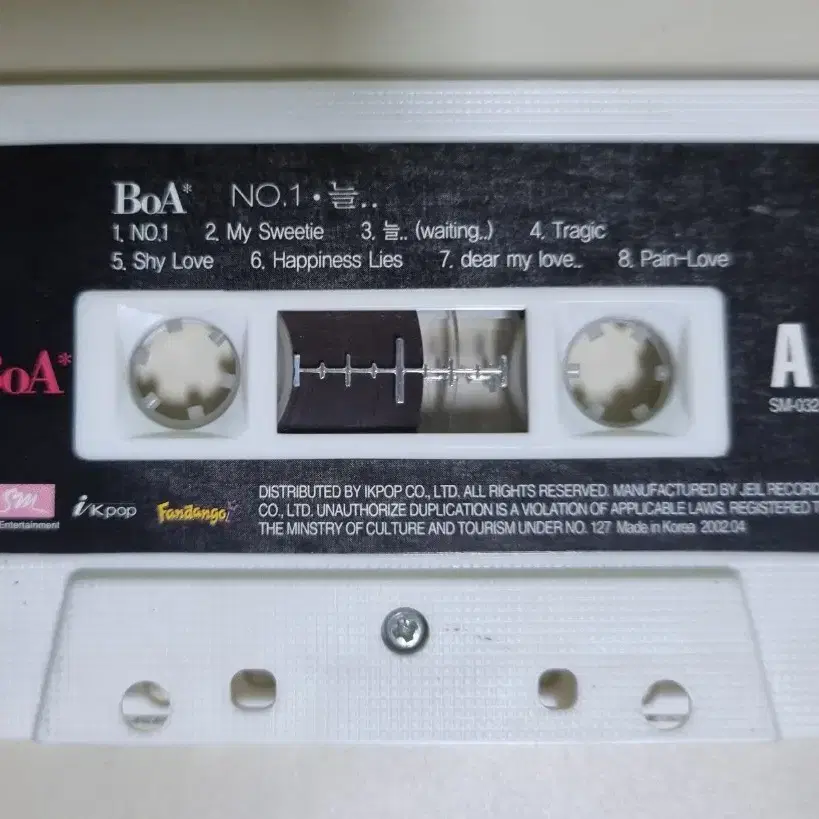 BoA* NO.1 • 늘..
1. NO.1 2. My Sweetie 3. 늘.. (waiting..) 4. Tragic
5. Shy Love 6. Happiness Lies 7. dear my love.. 8. Pain-Love
BoA*
A
SM-032
SM
Entertainment
iKpop
Fandango
DISTRIBUTED BY IKPOP CO., LTD. ALL RIGHTS RESERVED. MANUFACTURED BY JEIL RECORD
CO., LTD. UNAUTHORIZE DUPLICATION IS A VIOLATION OF APPLICABLE LAWS. REGISTERED T
THE MINSTRY OF CULTURE AND TOURISM UNDER NO. 127 Made in Korea 2002.04